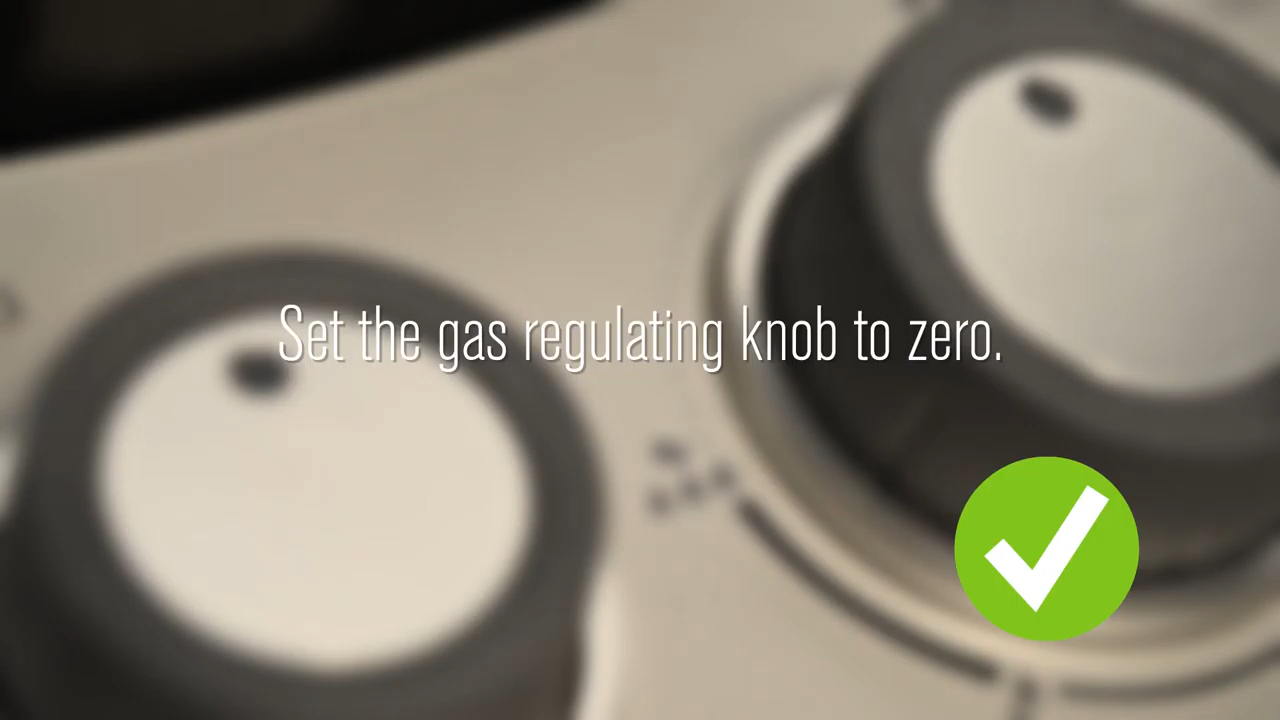 Set the gas regulating knob to zero.